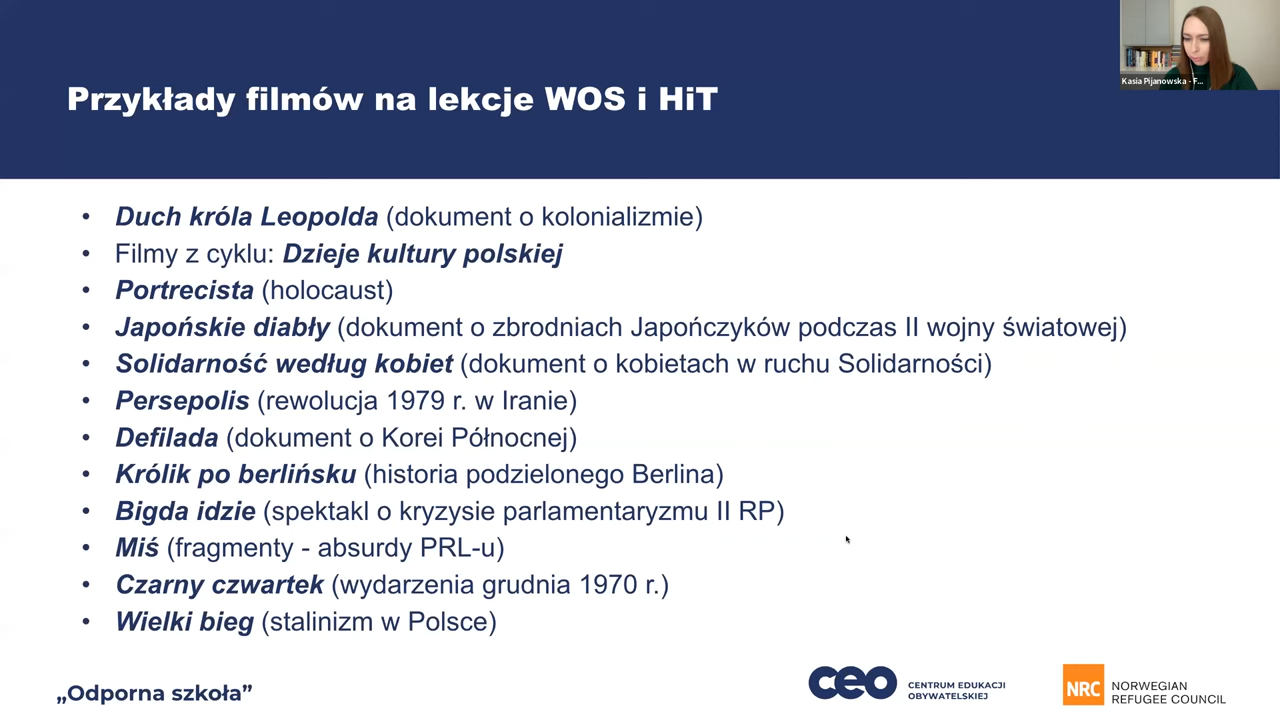 Kasia Pijanowska - F...
Przykłady filmów na lekcje WOS i HiT
• Duch króla Leopolda (dokument o kolonializmie)
• Filmy z cyklu: Dzieje kultury polskiej
• Portrecista (holocaust)
• Japońskie diabły (dokument o zbrodniach Japończyków podczas II wojny światowej)
• Solidarność według kobiet (dokument o kobietach w ruchu Solidarności)
• Persepolis (rewolucja 1979 r. w Iranie)
• Defilada (dokument o Korei Północnej)
• Królik po berlińsku (historia podzielonego Berlina)
• Bigda idzie (spektakl o kryzysie parlamentaryzmu II RP)
• Miś (fragmenty - absurdy PRL-u)
• Czarny czwartek (wydarzenia grudnia 1970 r.)
• Wielki bieg (stalinizm w Polsce)
„Odporna szkoła”
ceo
CENTRUM EDUKACJI
OBYWATELSKIEJ
NRC
NORWEGIAN
REFUGEE COUNCIL